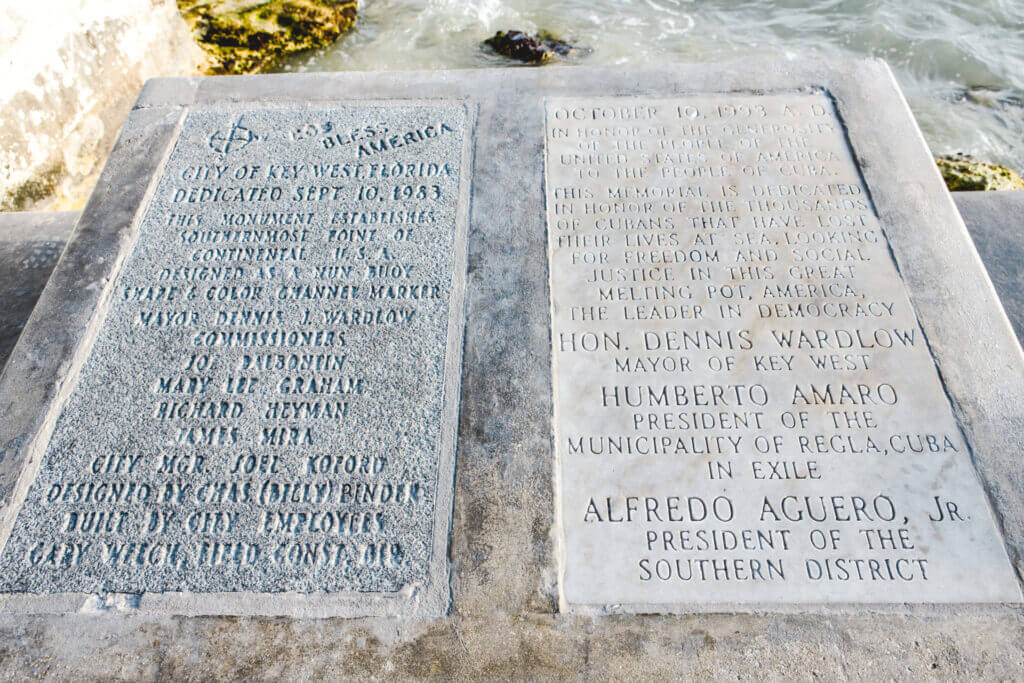 GOD BLESS AMERICA
CITY OF KEY WEST, FLORIDA
DEDICATED SEPT 10, 1983
THIS MONUMENT ESTABLISHES
SOUTHERNMOST POINT OF
CONTINENTAL U.S.A.
DESIGNED AS A NUN BUOY
SHAPE & COLOR CHANNEL MARKER
MAYOR DENNIS J. WARDLOW
COMMISSIONERS
JOE BALBONTIN
MARY LEE GRAHAM
RICHARD HEYMAN
JAMES MIRA
CITY MGR. JOEL KOFORD
DESIGNED BY CHAS. (BILLY) BINDER
BUILT BY CITY EMPLOYEES
GARY WEECH, FIELD CONST. DIR.
OCTOBER 10, 1993 A.D.
IN HONOR OF THE GENEROSITY
OF THE PEOPLE OF THE
UNITED STATES OF AMERICA
TO THE PEOPLE OF CUBA.
THIS MEMORIAL IS DEDICATED
IN HONOR OF THE THOUSANDS
OF CUBANS THAT HAVE LOST
THEIR LIVES AT SEA, LOOKING
FOR FREEDOM AND SOCIAL
JUSTICE IN THIS GREAT
MELTING POT, AMERICA,
THE LEADER IN DEMOCRACY
HON. DENNIS WARDLOW
MAYOR OF KEY WEST
HUMBERTO AMARO
PRESIDENT OF THE
MUNICIPALITY OF REGLA, CUBA
IN EXILE
ALFREDO AGUERO, JR.
PRESIDENT OF THE
SOUTHERN DISTRICT